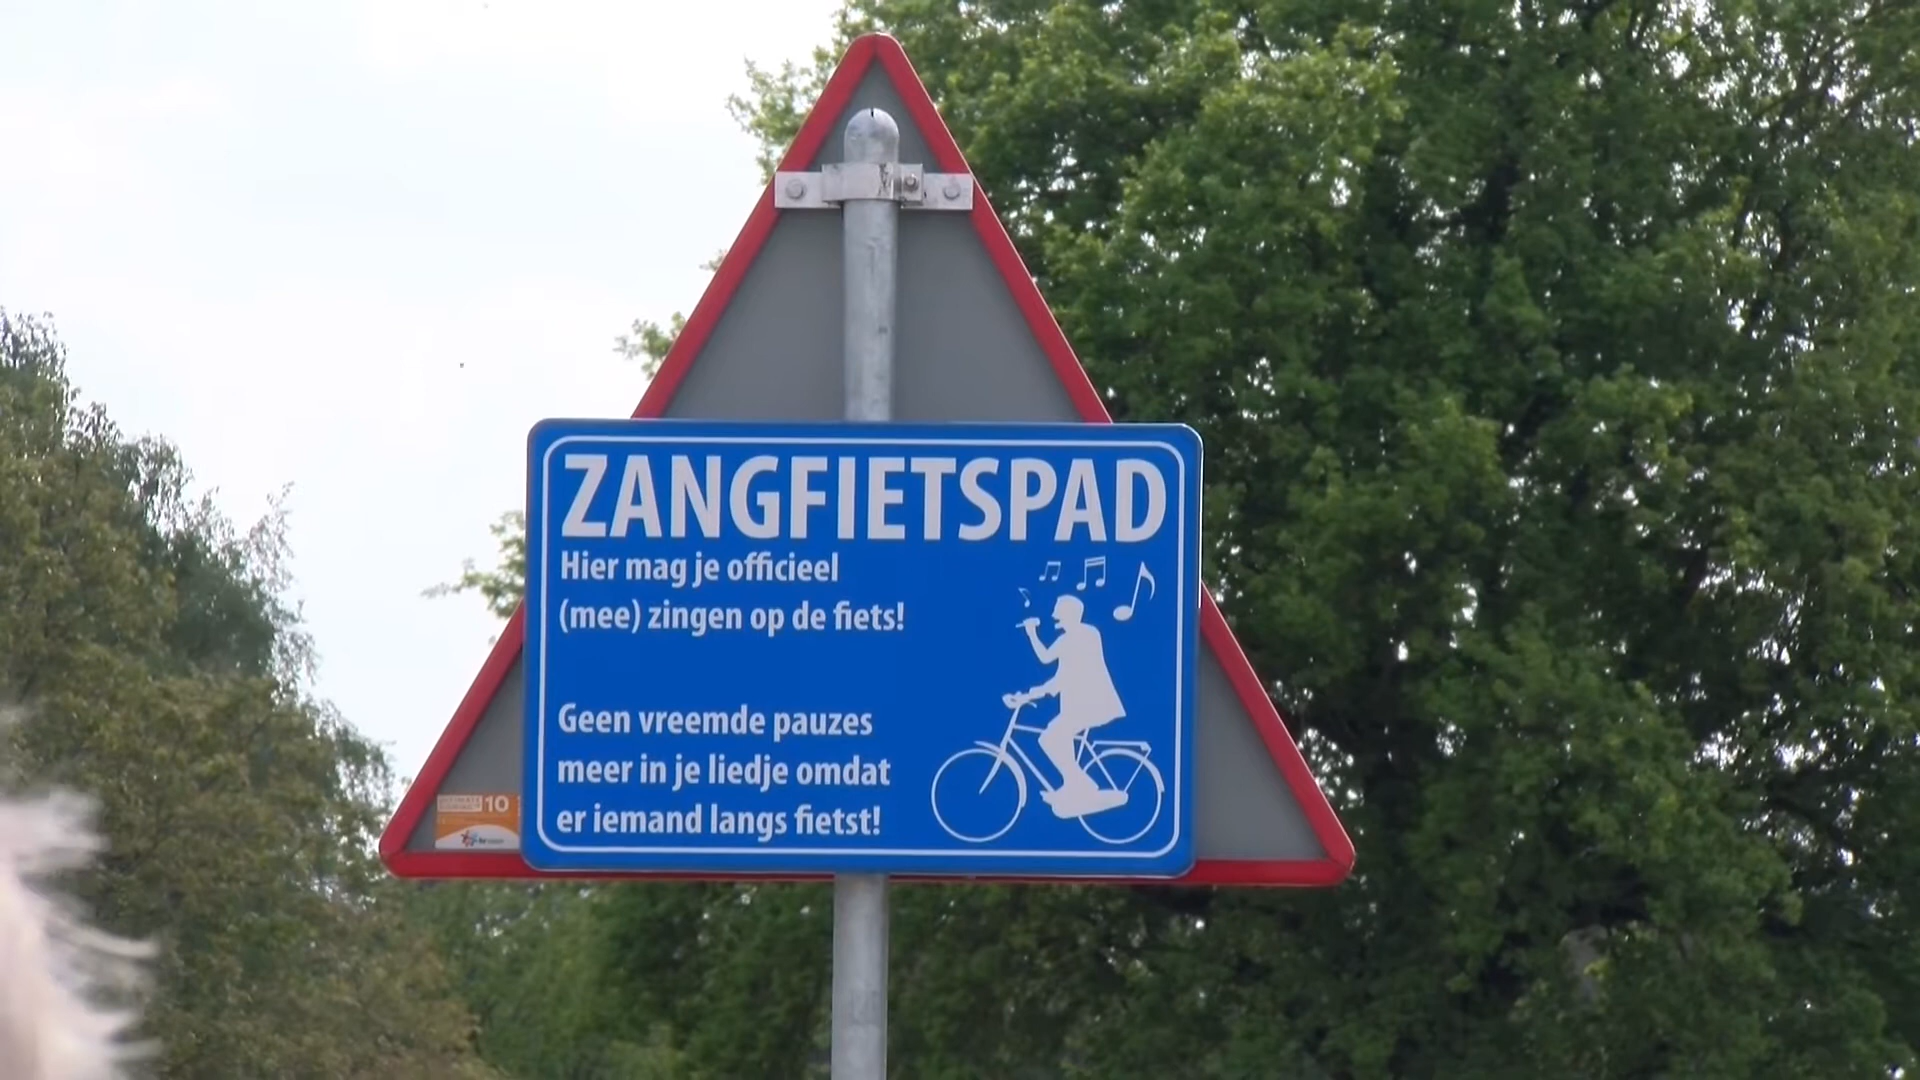 ZANGFIETSPAD
Hier mag je officieel
(mee) zingen op de fiets!
Geen vreemde pauzes
meer in je liedje omdat
er iemand langs fietst!
10